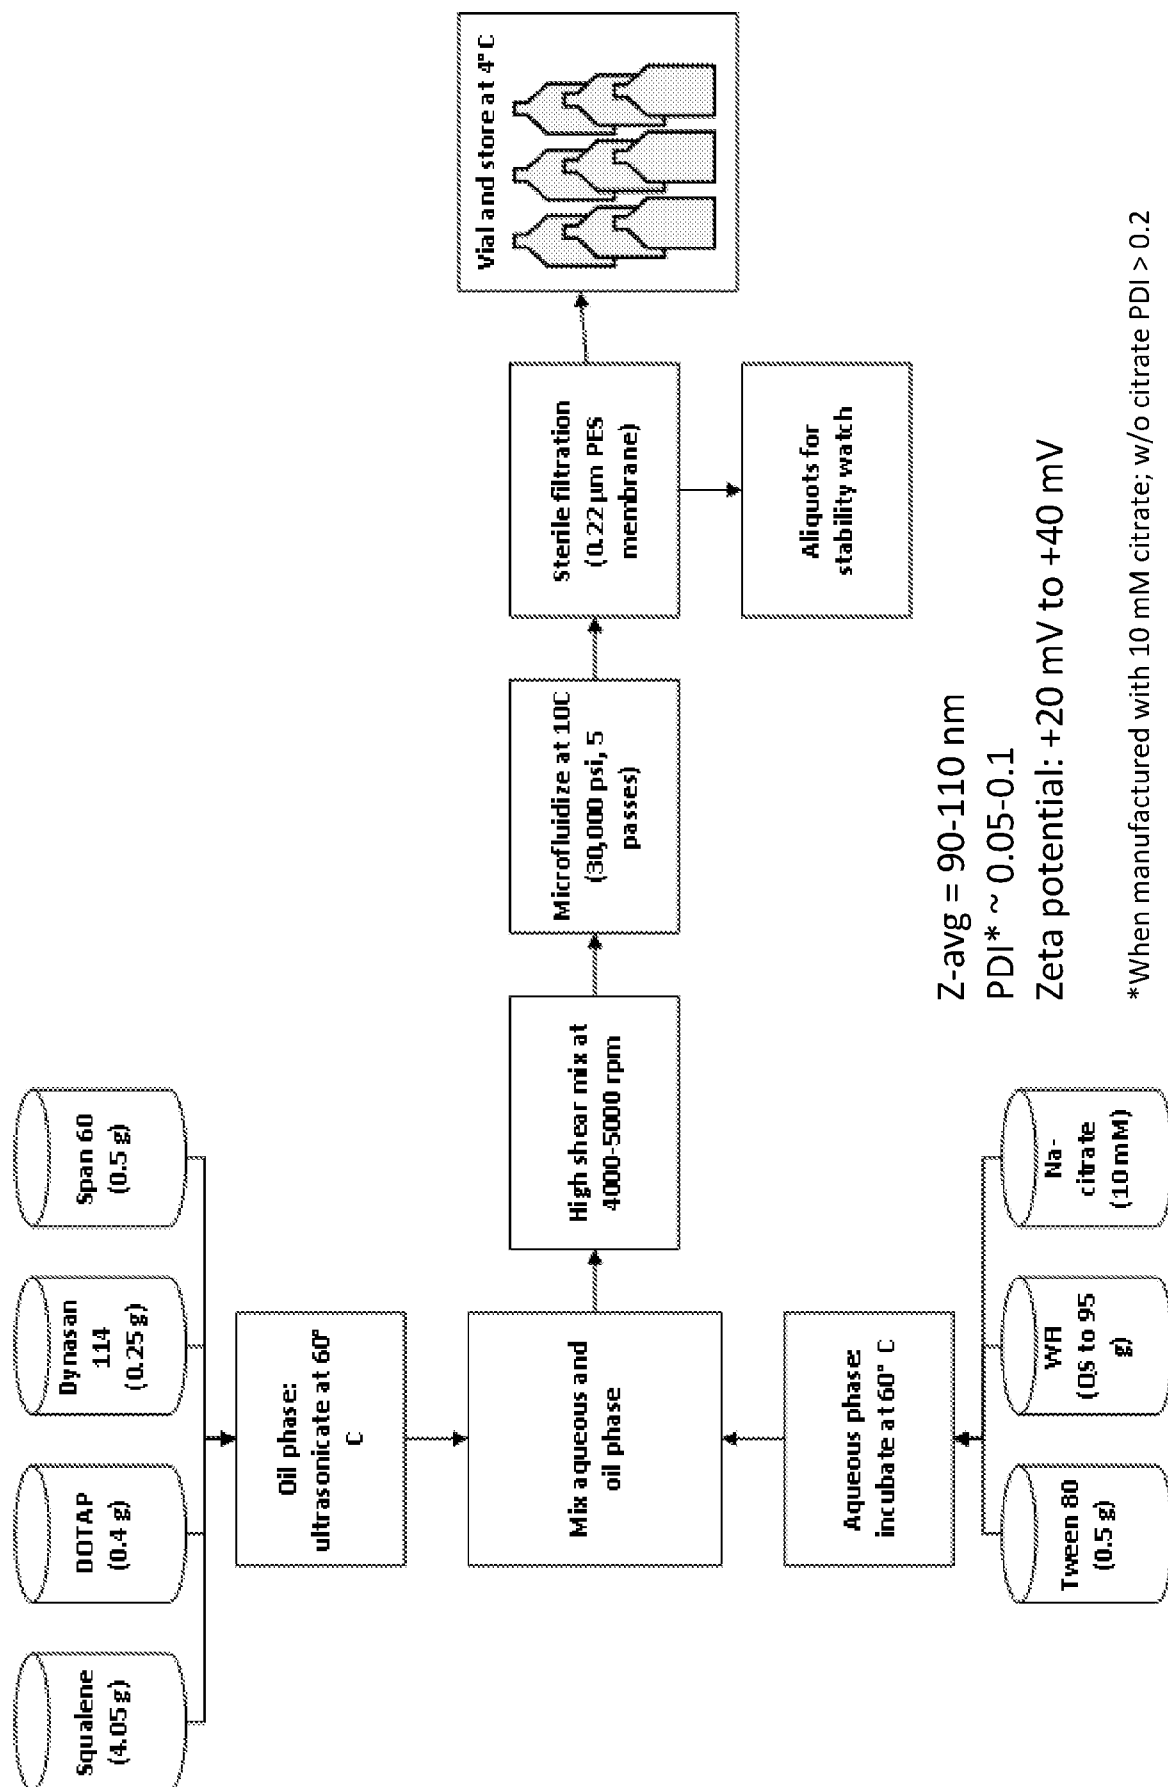 Squalene
(4.05 g)
DOTAP
(0.4 g)
Dynasan
114
(0.25 g)
Span 60
(0.5 g)
Oil phase:
ultrasonicate at 60°
C
Mix aqueous and
oil phase
High shear mix at
4000-5000 rpm
Microfluidize at 10C
(30,000 psi, 5
passes)
Sterile filtration
(0.22 µm PES
membrane)
Vial and store at 4°C
Aliquots for
stability watch
Aqueous phase:
incubate at 60° C
Tween 80
(0.5 g)
WFI
(QS to 95
g)
Na-
citrate
(10 mM)
Z-avg = 90-110 nm
PDI* ~ 0.05-0.1
Zeta potential: +20 mV to +40 mV
*When manufactured with 10 mM citrate; w/o citrate PDI > 0.2